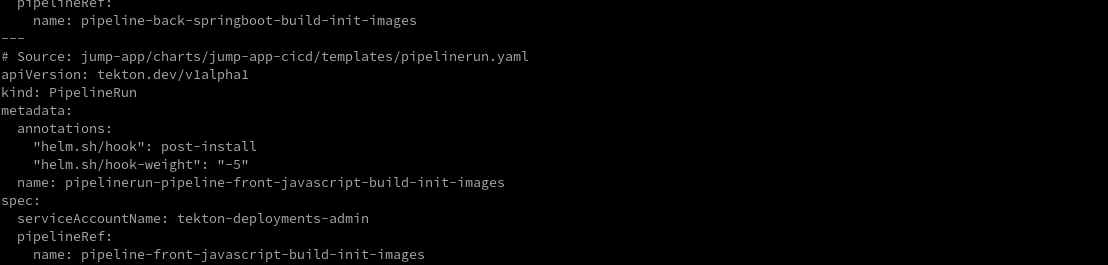 pipelineRef:
    name: pipeline-back-springboot-build-init-images
---
# Source: jump-app/charts/jump-app-cicd/templates/pipelinerun.yaml
apiVersion: tekton.dev/v1alpha1
kind: PipelineRun
metadata:
  annotations:
    "helm.sh/hook": post-install
    "helm.sh/hook-weight": "-5"
  name: pipelinerun-pipeline-front-javascript-build-init-images
spec:
  serviceAccountName: tekton-deployments-admin
  pipelineRef:
    name: pipeline-front-javascript-build-init-images